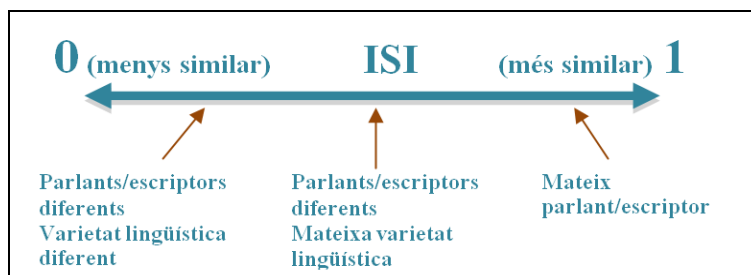 0 (menys similar) ISI (més similar) 1
Parlants/escriptors
diferents
Varietat lingüística
diferent
Parlants/escriptors
diferents
Mateixa varietat
lingüística
Mateix
parlant/escriptor